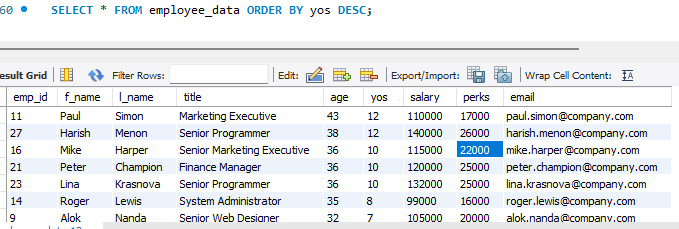 60 SELECT * FROM employee_data ORDER BY yos DESC;
Result Grid Filter Rows: Edit: Export/Import: Wrap Cell Content: IA
emp_id f_name l_name title age yos salary perks email
11 Paul Simon Marketing Executive 43 12 110000 17000 paul.simon@company.com
27 Harish Menon Senior Programmer 38 12 140000 26000 harish.menon@company.com
16 Mike Harper Senior Marketing Executive 36 10 115000 22000 mike.harper@company.com
21 Peter Champion Finance Manager 36 10 120000 25000 peter.champion@company.com
23 Lina Krasnova Senior Programmer 36 10 132000 25000 lina.krasnova@company.com
14 Roger Lewis System Administrator 35 8 99000 16000 roger.lewis@company.com
9 Alok Nanda Senior Web Designer 32 7 105000 20000 alok.nanda@company.com